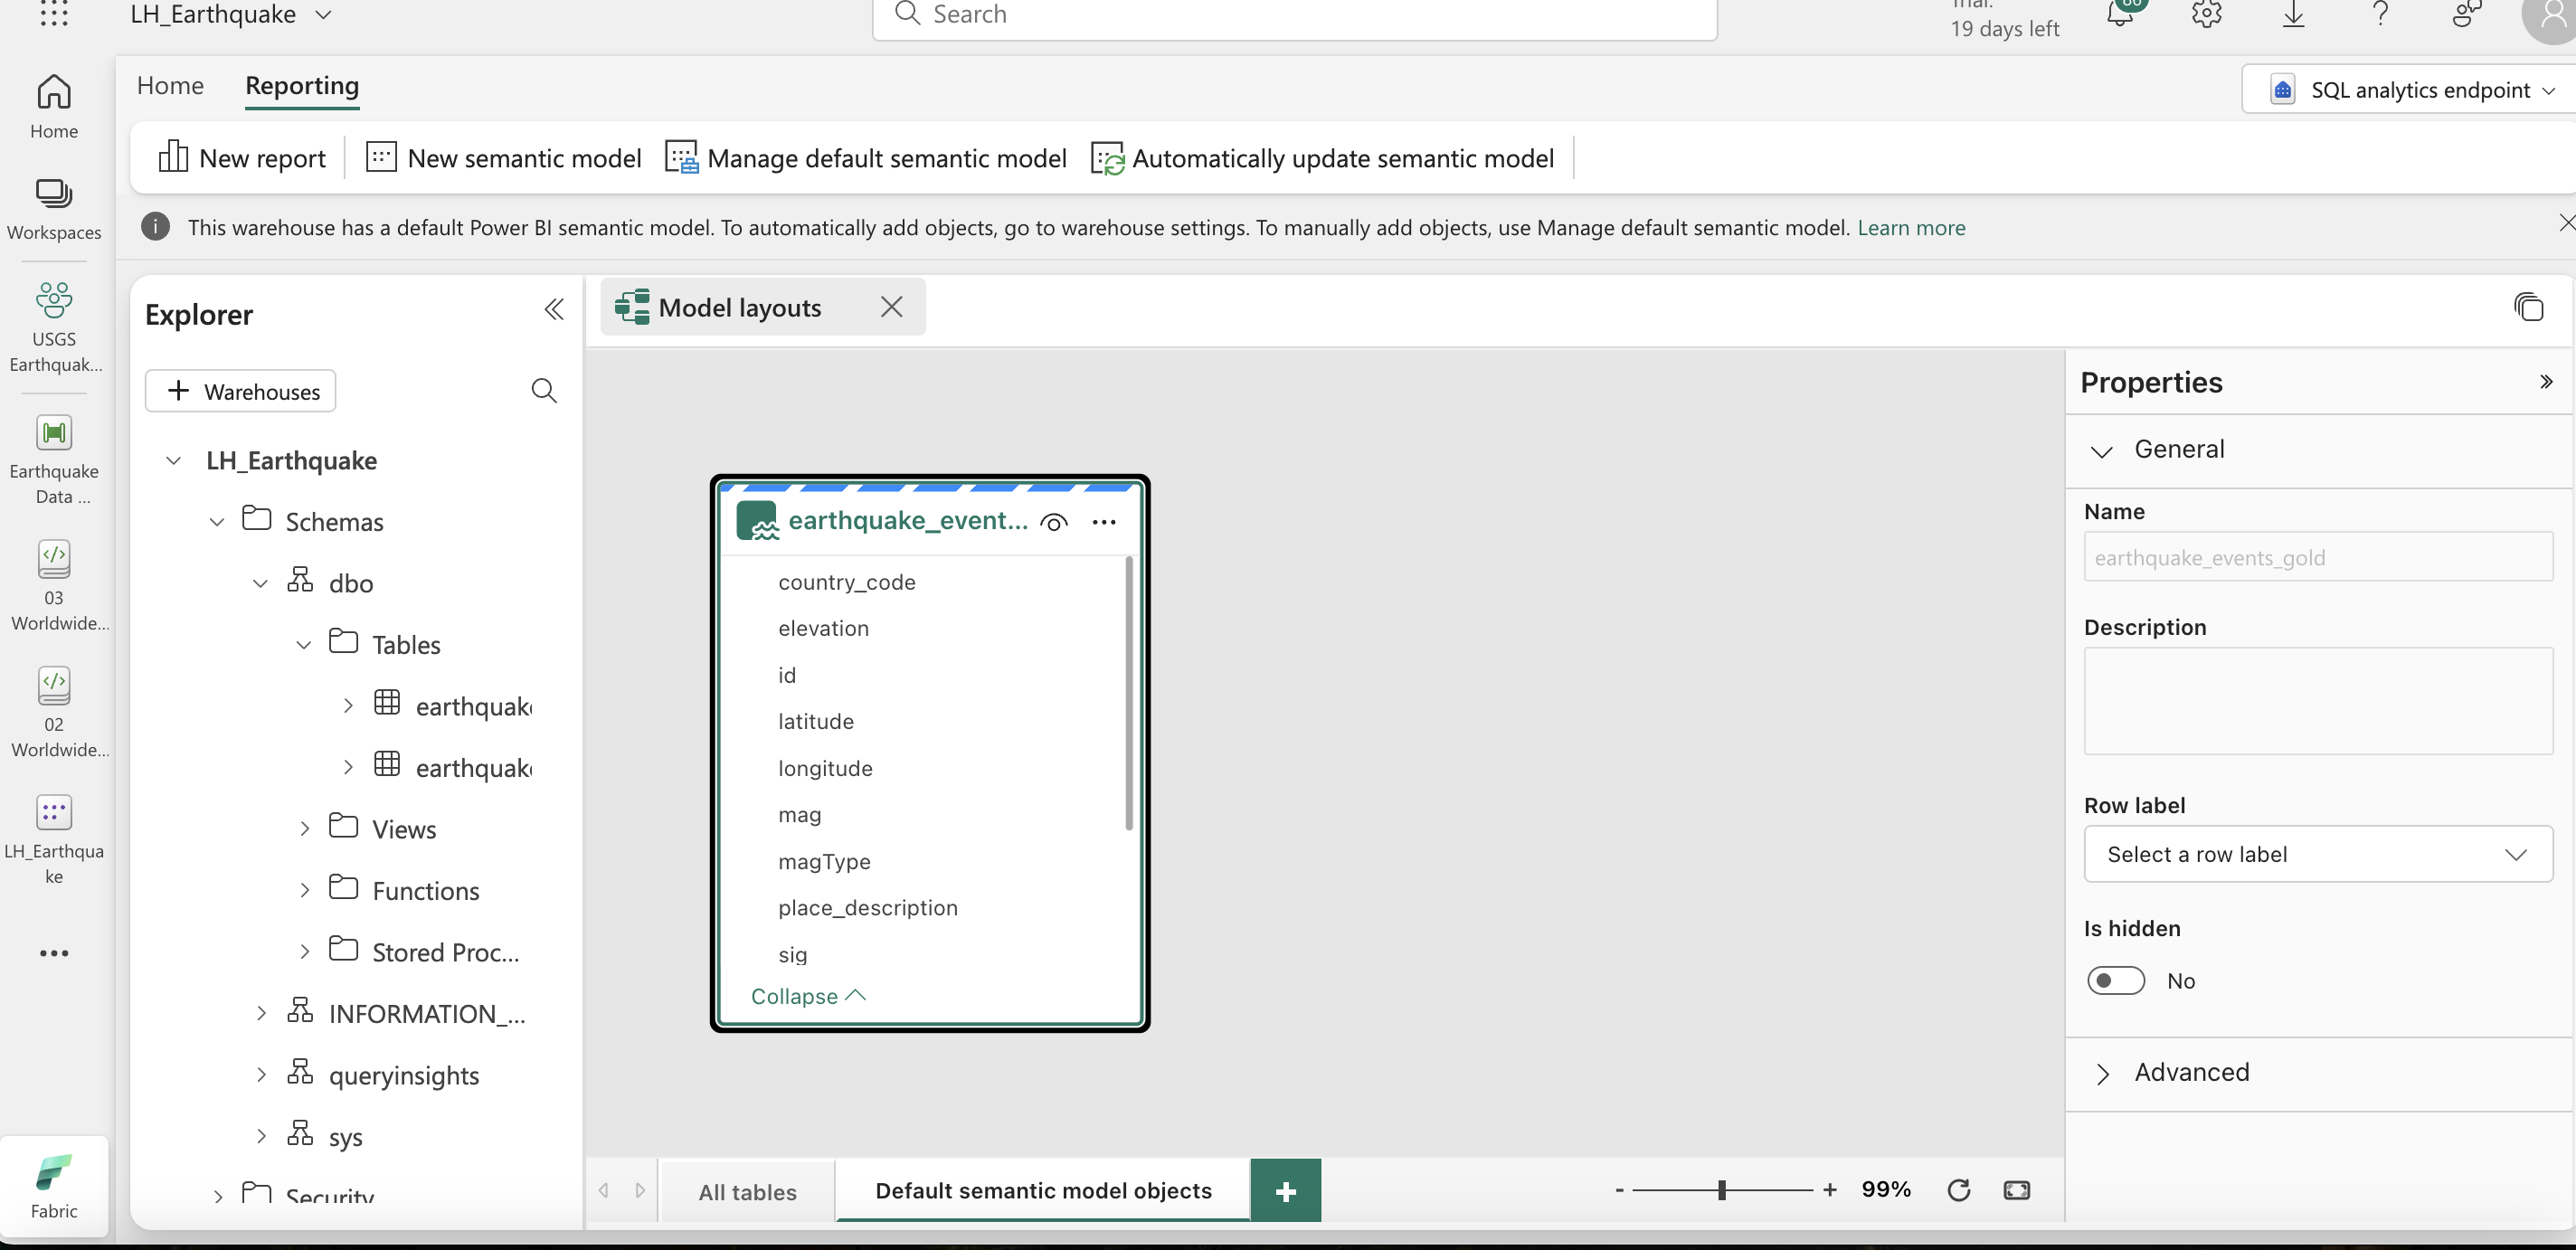 LH_Earthquake
Search
19 days left
Home
Reporting
SQL analytics endpoint
New report
New semantic model
Manage default semantic model
Automatically update semantic model
This warehouse has a default Power BI semantic model. To automatically add objects, go to warehouse settings. To manually add objects, use Manage default semantic model. Learn more
Home
Workspaces
USGS
Earthquak...
Earthquake
Data ...
03
Worldwide...
02
Worldwide...
LH_Earthqua
ke
Fabric
Explorer
Warehouses
LH_Earthquake
Schemas
dbo
Tables
earthquake
earthquake
Views
Functions
Stored Proc...
INFORMATION_...
queryinsights
sys
Security
Model layouts
earthquake_event...
country_code
elevation
id
latitude
longitude
mag
magType
place_description
sig
Collapse
All tables
Default semantic model objects
+
- + 99%
Properties
General
Name
earthquake_events_gold
Description
Row label
Select a row label
Is hidden
No
Advanced